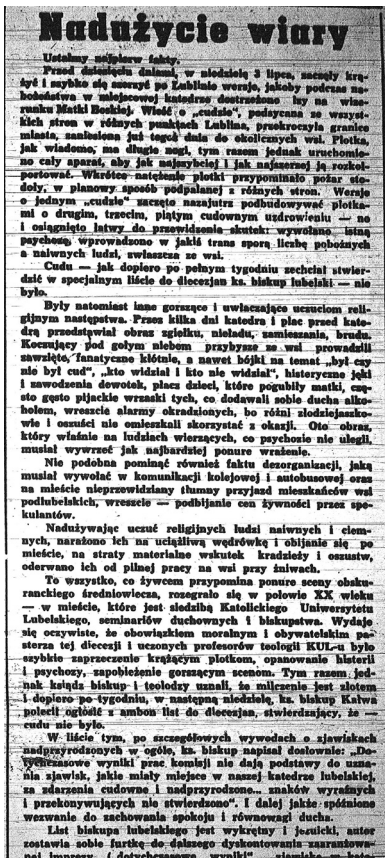 Nadużycie wiary
Ustalmy najpierw fakty.
Przed dziesięciu dniami, w niedzielę 3 lipca, zaczęły krą-
żyć i szybko się szerzyć po Lublinie wersje, jakoby podczas na-
bożeństwa w miejscowej katedrze dostrzeżono łzy na wize-
runku Matki Boskiej. Wieść o „cudzie", podsycana ze wszyst-
kich stron w różnych punktach Lublina, przekroczyła granice
miasta, zaniesiona już tegoż dnia do okolicznych wsi. Plotka,
jak wiadomo, ma długie nogi, tym razem jednak uruchomio-
no cały aparat, aby jak najszybciej i jak najszerzej ją rozkol-
portować. Wkrótce natężenie plotki przypominało pożar sto-
doły, w planowy sposób podpalanej z różnych stron. Wersję
o jednym „cudzie" zaczęto nazajutrz podbudowywać plotka-
mi o drugim, trzecim, piątym cudownym uzdrowieniu — no
i osiągnięto łatwy do przewidzenia skutek: wywołano istną
psychozę, wprowadzono w jakiś trans sporą liczbę pobożnych
a naiwnych ludzi, zwłaszcza ze wsi.
Cudu — jak dopiero po pełnym tygodniu zechciał stwier-
dzić w specjalnym liście do diecezjan ks. biskup lubelski — nie
było.
Były natomiast inne gorszące i uwłaczające uczuciom reli-
gijnym następstwa. Przez kilka dni katedra i plac przed kate-
drą przedstawiał obraz zgiełku, nieładu, zamieszania, brudu.
Koczujący pod gołym niebem przybysze ze wsi prowadzili
zawzięte, fanatyczne kłótnie, a nawet bójki na temat „był czy
nie był cud", „kto widział i kto nie widział", histeryczne jęki
i zawodzenia dewotek, płacz dzieci, które pogubiły matki, czę-
sto gęsto pijackie wrzaski tych, co dodawali sobie ducha alko-
holem, wreszcie alarmy okradzionych, bo różni złodziejaszko-
wie i oszuści nie omieszkali skorzystać z okazji. Oto obraz,
który właśnie na ludziach wierzących, co psychozie nie ulegli,
musiał wywrzeć jak najbardziej ponure wrażenie.
Nie podobna pominąć również faktu dezorganizacji, jaką
musiał wywołać w komunikacji kolejowej i autobusowej oraz
na mieście nieprzewidziany tłumny przyjazd mieszkańców wsi
podlubelskich, wreszcie — podbijanie cen żywności przez spe-
kulantów.
Nadużywając uczuć religijnych ludzi naiwnych i ciem-
nych, narażono ich na uciążliwą wędrówkę i obijanie się po
mieście, na straty materialne wskutek kradzieży i oszustw,
oderwano ich od pilnej pracy na wsi przy żniwach.
To wszystko, co żywcem przypomina ponure sceny obsku-
ranckiego średniowiecza, rozegrało się w połowie XX wieku
— w mieście, które jest siedzibą Katolickiego Uniwersytetu
Lubelskiego, seminariów duchownych i biskupstwa. Wydaje
się oczywiste, że obowiązkiem moralnym i obywatelskim pa-
sterza tej diecezji i uczonych profesorów teologii KUL-u było
szybkie zaprzeczenie krążącym plotkom, opanowanie histerii
i psychozy, zapobieżenie gorszącym scenom. Tym razem jed-
nak ksiądz biskup i teolodzy uznali, że milczenie jest złotem
i dopiero po tygodniu, w następną niedzielę, ks. biskup Kałwa
polecił ogłosić z ambon list do diecezjan, stwierdzający, że —
cudu nie było.
W liście tym, po szczegółowych wywodach o zjawiskach
nadprzyrodzonych w ogóle, ks. biskup napisał dosłownie: „Do-
tychczasowe wyniki prac komisji nie dają podstawy do uzna-
nia zjawisk, jakie miały miejsce w naszej katedrze lubelskiej,
za zdarzenia cudowne i nadprzyrodzone... znaków wyraźnych
i przekonywujących nie stwierdzono". I dalej jakże spóźnione
wezwanie do zachowania spokoju i równowagi ducha.
List biskupa lubelskiego jest wykrętny i jezuicki, autor
zostawia sobie furtkę do dalszego dyskontowania zaaranżowa-
nej imprezy („dotychczasowe wyniki"